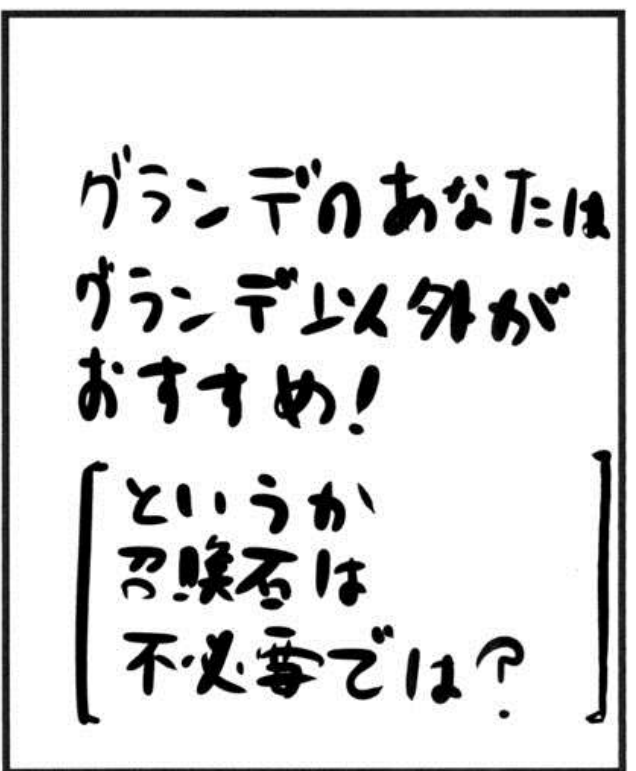 グランデのあなたは
グランデ以外が
おすすめ!
というか
召喚石は
不必要では?